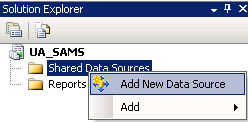 Solution Explorer
UA_SAMS
Shared Data Sources
Reports
Add New Data Source
Add